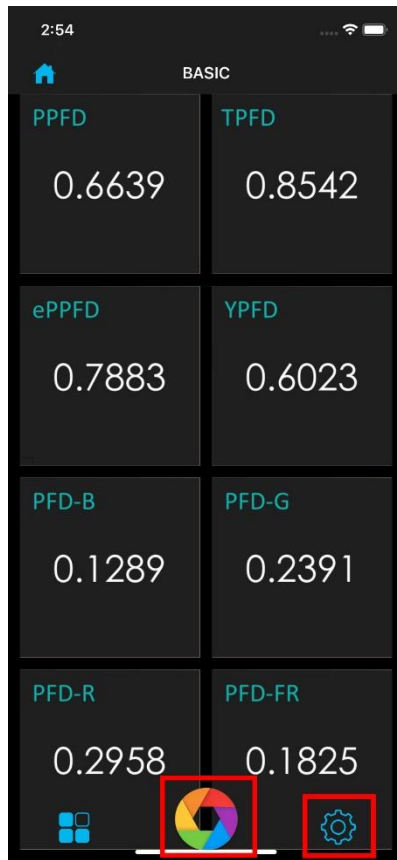 2:54
BASIC
PPFD TPFD
0.6639 0.8542
ePPFD YPFD
0.7883 0.6023
PFD-B PFD-G
0.1289 0.2391
PFD-R PFD-FR
0.2958 0.1825